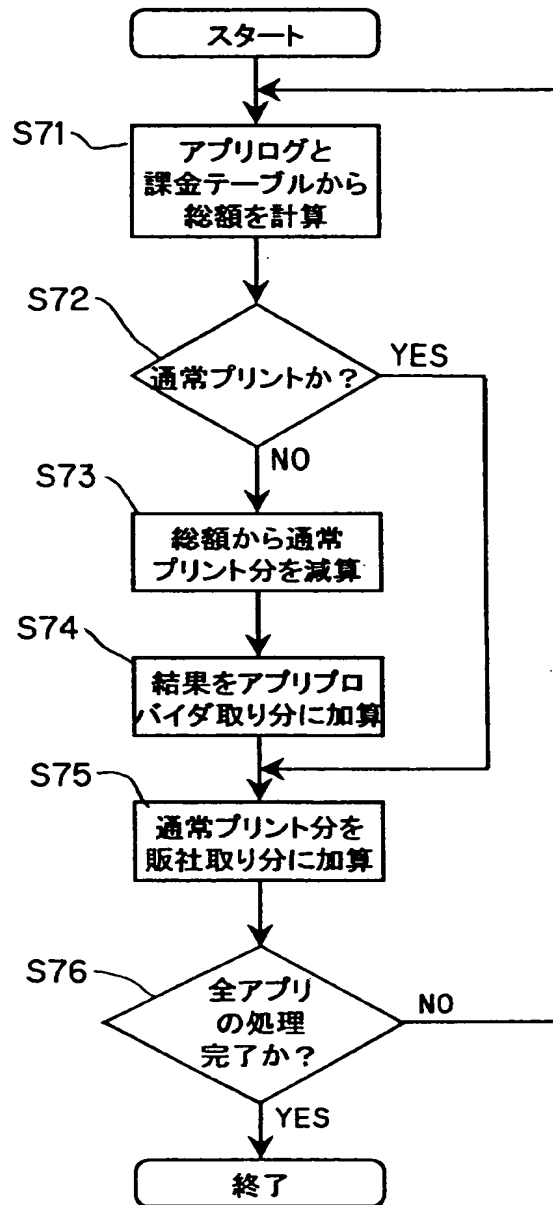 スタート
S71
アプリログと
課金テーブルから
総額を計算
S72
通常プリントか？
YES
NO
S73
総額から通常
プリント分を減算
S74
結果をアプリプロ
バイダ取り分に加算
S75
通常プリント分を
販社取り分に加算
S76
全アプリ
の処理
完了か？
NO
YES
終了